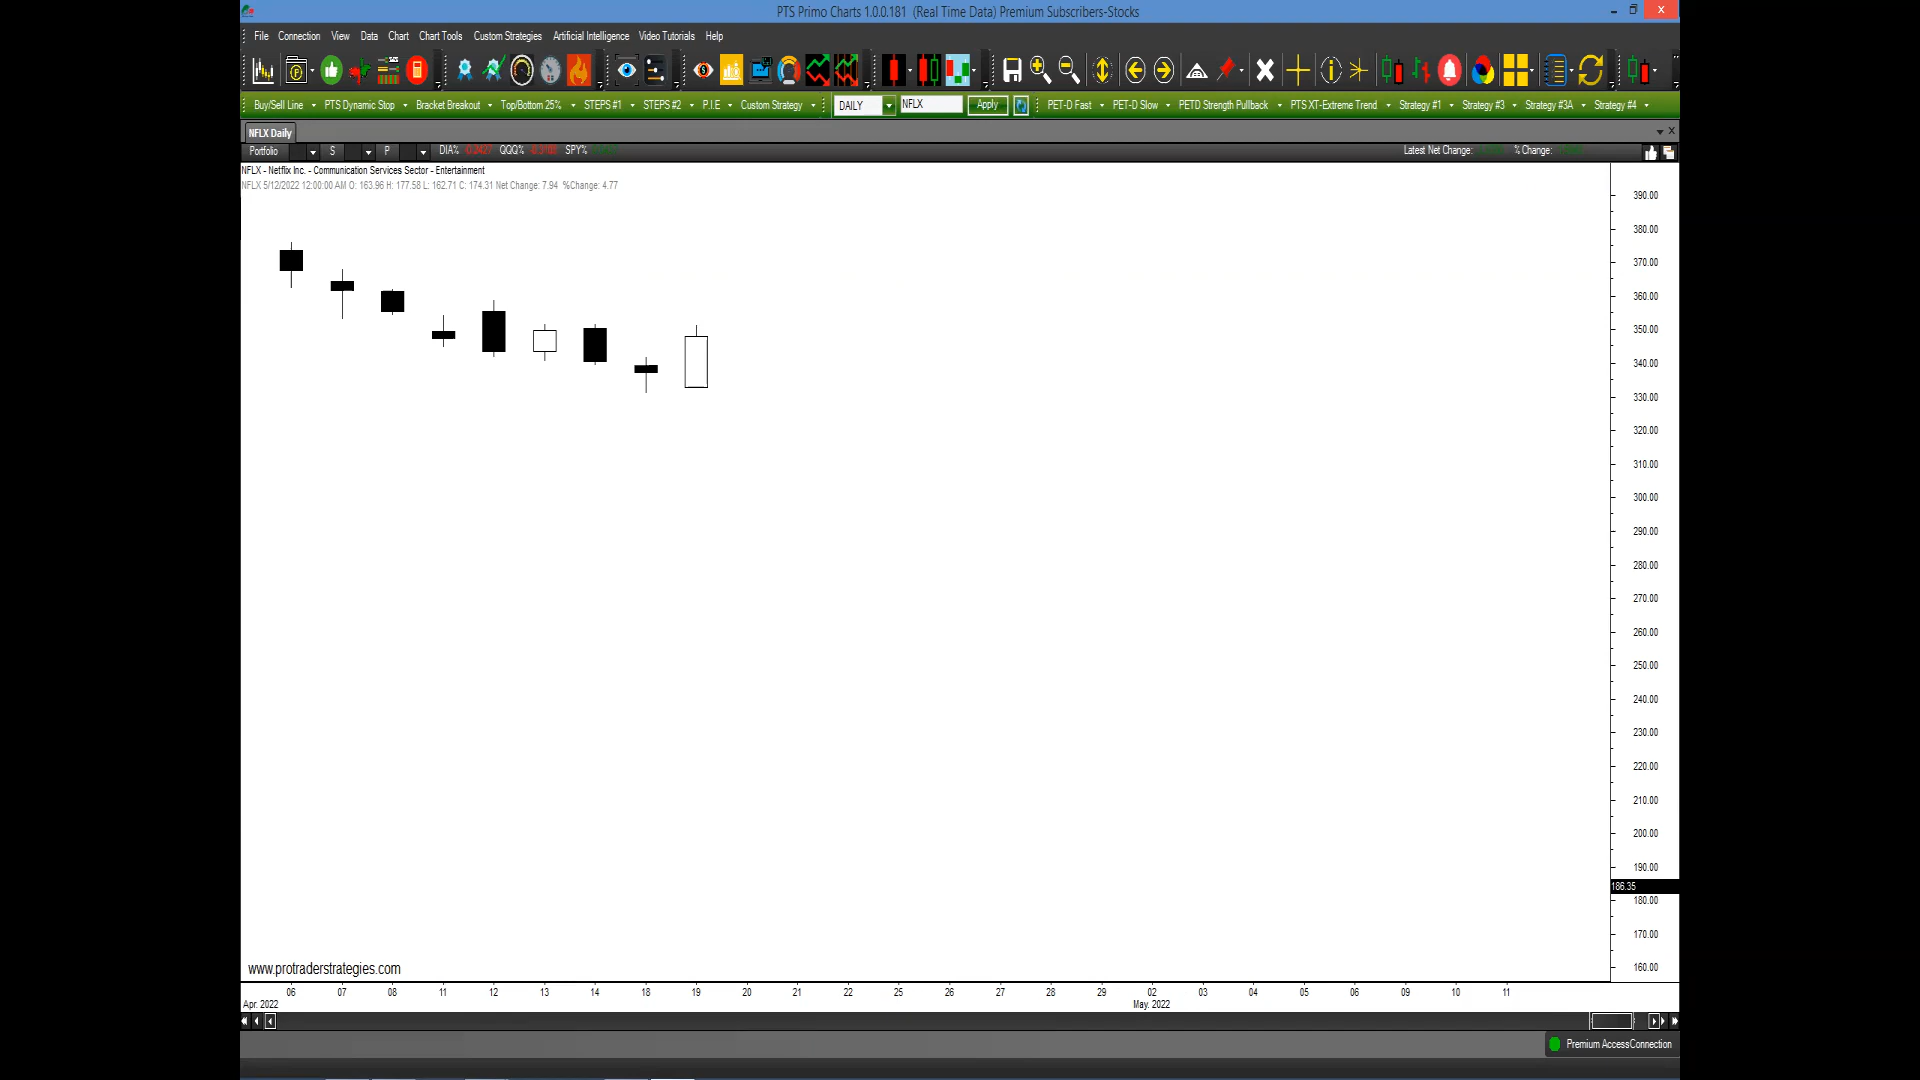 PTS Primo Charts 1.0.0.181 (Real Time Data) Premium Subscribers-Stocks
File Connection View Data Chart Chart Tools Custom Strategies Artificial Intelligence Video Tutorials Help
Buy/Sell Line PTS Dynamic Stop Bracket Breakout Top/Bottom 25% STEPS #1 STEPS #2 P.I.E Custom Strategy DAILY NFLX Apply PET-D Fast PET-D Slow PETD Strength Pullback PTS XT-Extreme Trend Strategy #1 Strategy #3 Strategy #3A Strategy #4
NFLX Daily
Portfolio S P DIA% QQQ% SPY% Latest Net Change: % Change:
NFLX - Netflix Inc. - Communication Services Sector - Entertainment
NFLX 5/12/2022 12:00:00 AM O: 163.96 H: 177.58 L: 162.71 C: 174.31 Net Change: 7.94 %Change: 4.77
390.00
380.00
370.00
360.00
350.00
340.00
330.00
320.00
310.00
300.00
290.00
280.00
270.00
260.00
250.00
240.00
230.00
220.00
210.00
200.00
190.00
186.35
180.00
170.00
160.00
www.protraderstrategies.com
06 07 08 11 12 13 14 18 19 20 21 22 25 26 27 28 29 02 03 04 05 06 09 10 11
Apr. 2022 May. 2022
Premium AccessConnection